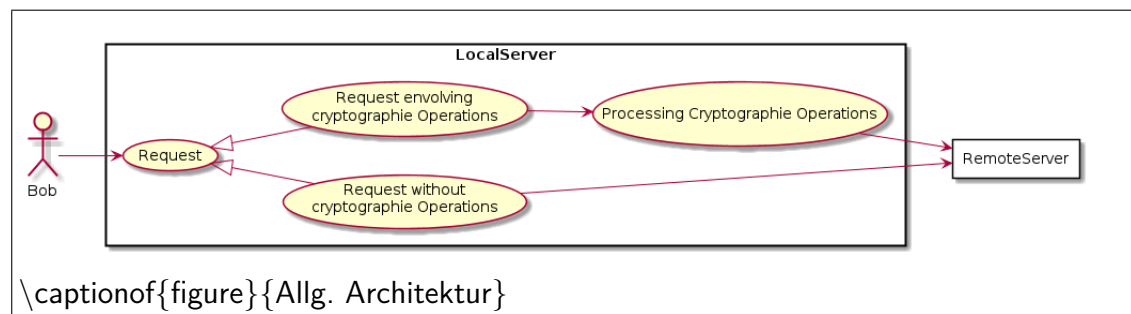 LocalServer
Request envolving
cryptographie Operations
Processing Cryptographie Operations
Request
RemoteServer
Bob
Request without
cryptographie Operations
\captionof{figure}{Allg. Architektur}